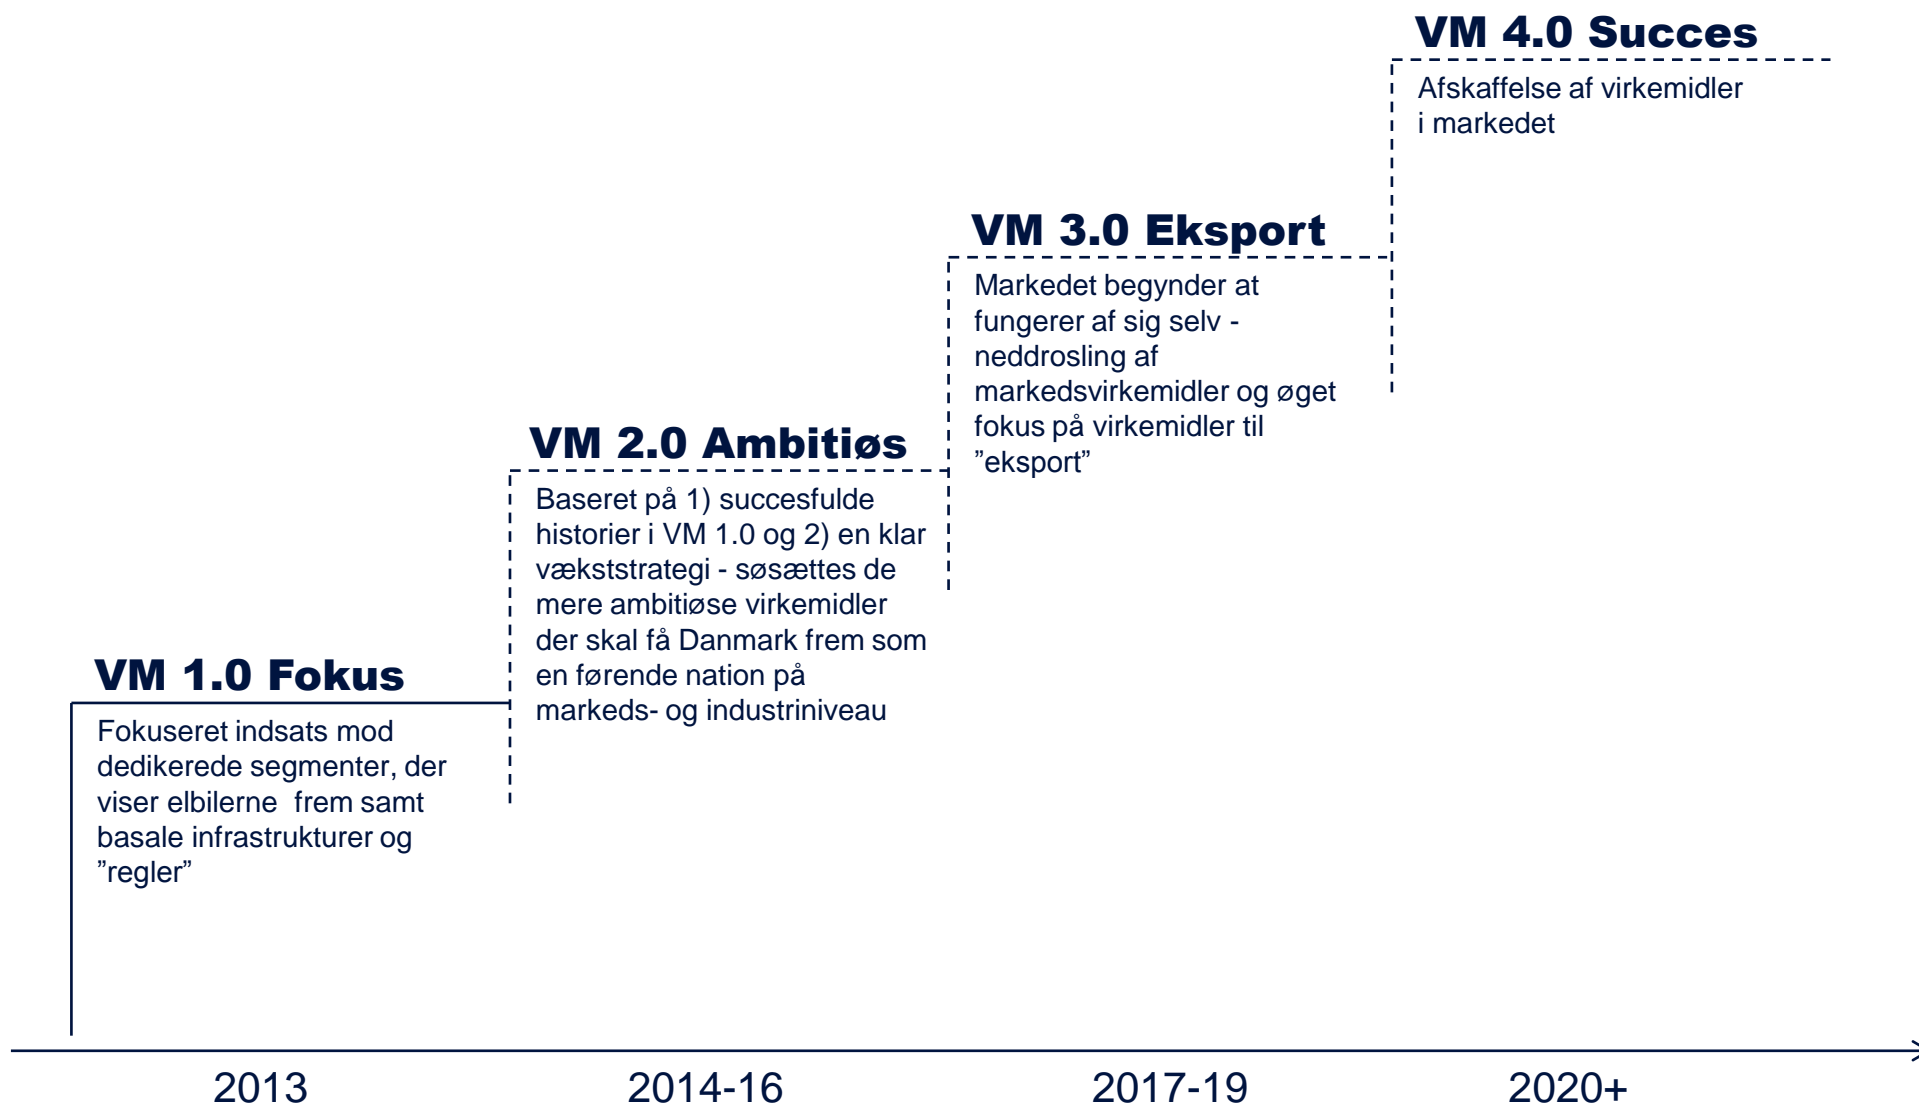 VM 4.0 Succes
Afskaffelse af virkemidler
i markedet
VM 3.0 Eksport
Markedet begynder at
fungerer af sig selv -
neddrosling af
markedsvirkemidler og øget
fokus på virkemidler til
”eksport”
VM 2.0 Ambitiøs
Baseret på 1) succesfulde
historier i VM 1.0 og 2) en klar
vækststrategi - søsættes de
mere ambitiøse virkemidler
der skal få Danmark frem som
en førende nation på
markeds- og industriniveau
VM 1.0 Fokus
Fokuseret indsats mod
dedikerede segmenter, der
viser elbilerne  frem samt
basale infrastrukturer og
”regler”
2013
2014-16
2017-19
2020+